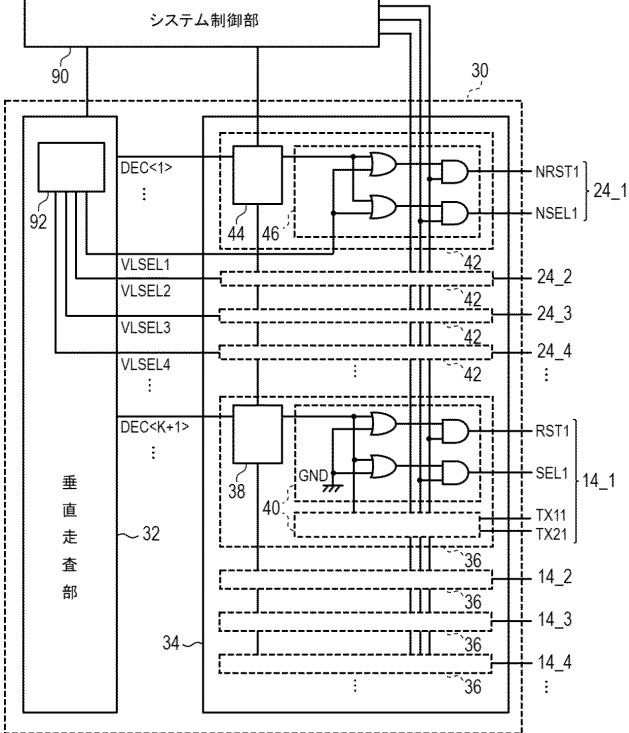 システム制御部
90
30
92
DEC<1>
⋮
44
46
NRST1
NSEL1
24_1
VLSEL1
42
24_2
VLSEL2
42
24_3
VLSEL3
42
24_4
VLSEL4
42
⋮
⋮
⋮
DEC<K+1>
⋮
38
GND
40
RST1
SEL1
14_1
TX11
TX21
垂直走査部
32
36
14_2
36
14_3
34
36
14_4
36
⋮
⋮